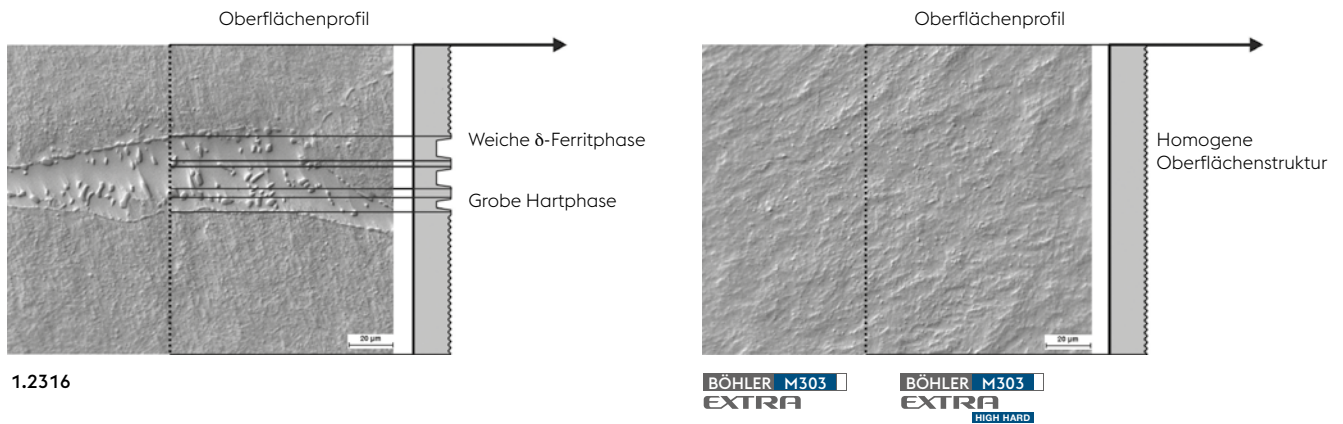 Oberflächenprofil
Weiche δ-Ferritphase
Grobe Hartphase
20 µm
1.2316
Oberflächenprofil
Homogene
Oberflächenstruktur
20 µm
BÖHLER M303
EXTRA
BÖHLER M303
EXTRA
HIGH HARD